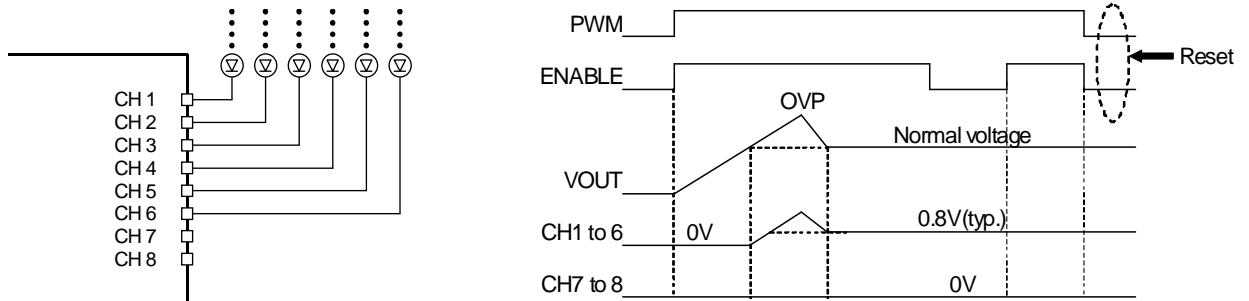 CH 1
CH 2
CH 3
CH 4
CH 5
CH 6
CH 7
CH 8
PWM
Reset
ENABLE
OVP
Normal voltage
VOUT
CH1 to 6
0V
0.8V(typ.)
CH7 to 8
0V